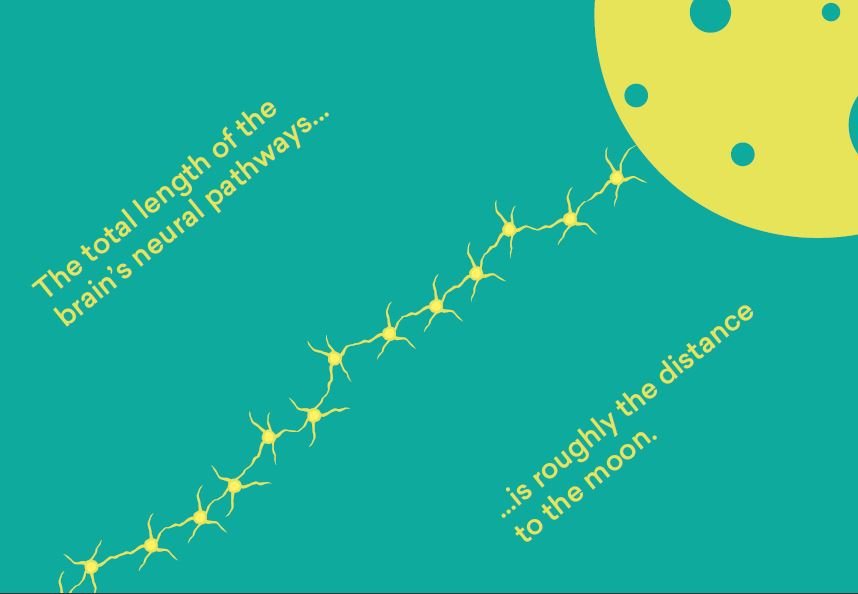 The total length of the
brain’s neural pathways...
...is roughly the distance
to the moon.